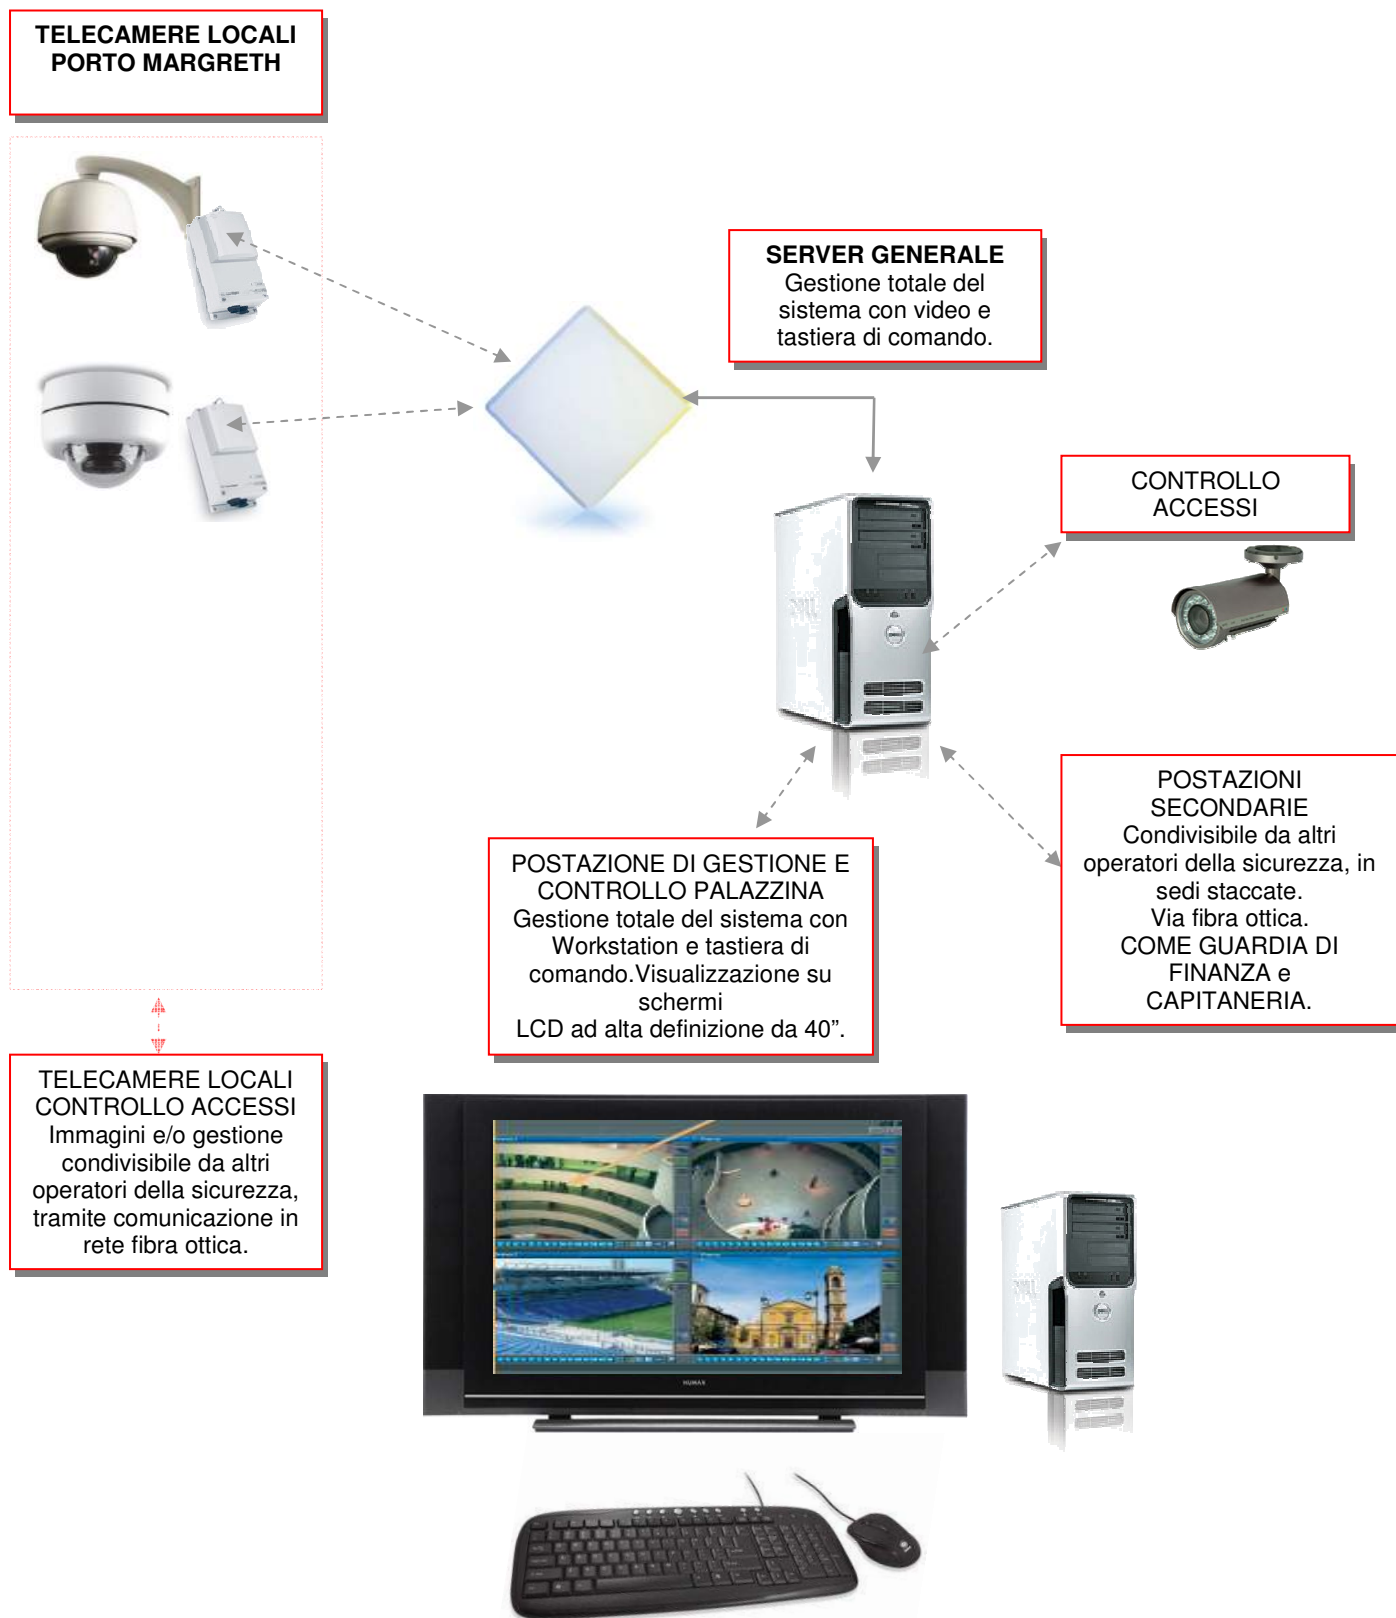 TELECAMERE LOCALI
PORTO MARGRETH
SERVER GENERALE
Gestione totale del
sistema con video e
tastiera di comando.
CONTROLLO
ACCESSI
POSTAZIONI
SECONDARIE
Condivisibile da altri
operatori della sicurezza, in
sedi staccate.
Via fibra ottica.
COME GUARDIA DI
FINANZA e
CAPITANERIA.
POSTAZIONE DI GESTIONE E
CONTROLLO PALAZZINA
Gestione totale del sistema con
Workstation e tastiera di
comando.Visualizzazione su
schermi
LCD ad alta definizione da 40”.
TELECAMERE LOCALI
CONTROLLO ACCESSI
Immagini e/o gestione
condivisibile da altri
operatori della sicurezza,
tramite comunicazione in
rete fibra ottica.
HUMAX